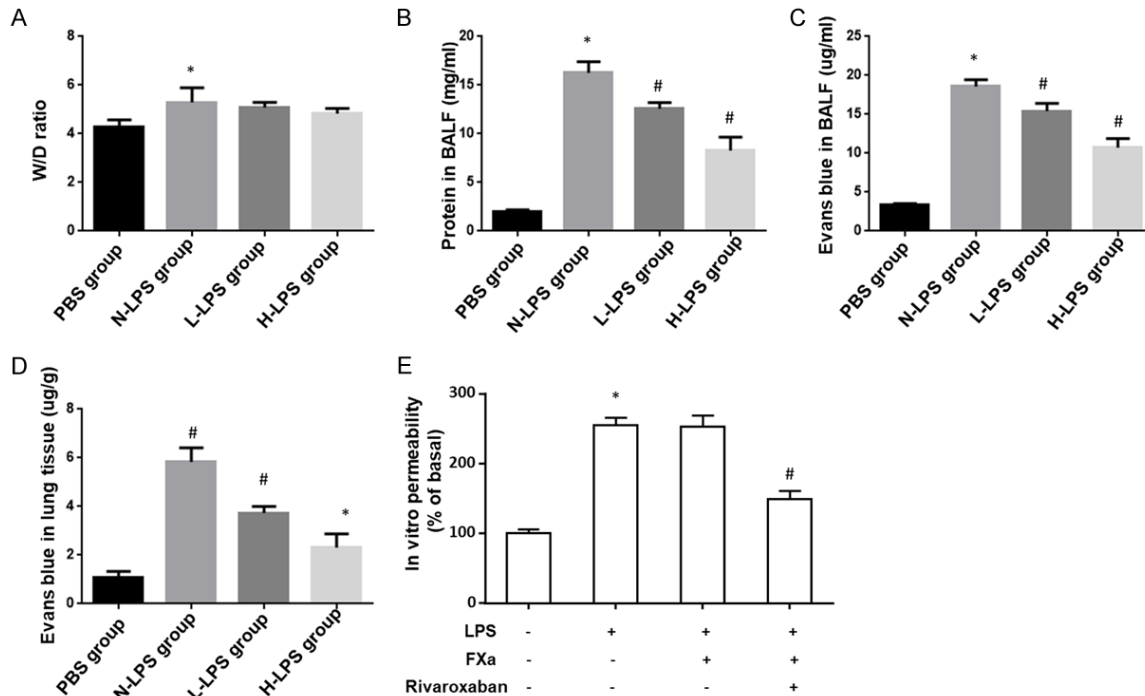 A
W/D ratio
8
6
4
2
0
*
PBS group
N-LPS group
L-LPS group
H-LPS group
B
Protein in BALF (mg/ml)
20
15
10
5
0
*
#
#
PBS group
N-LPS group
L-LPS group
H-LPS group
C
Evans blue in BALF (ug/ml)
25
20
15
10
5
0
*
#
#
PBS group
N-LPS group
L-LPS group
H-LPS group
D
Evans blue in lung tissue (ug/g)
8
6
4
2
0
#
#
*
PBS group
N-LPS group
L-LPS group
H-LPS group
E
In vitro permeability
(% of basal)
300
200
100
0
*
#
LPS - + + +
FXa - - + +
Rivaroxaban - - - +